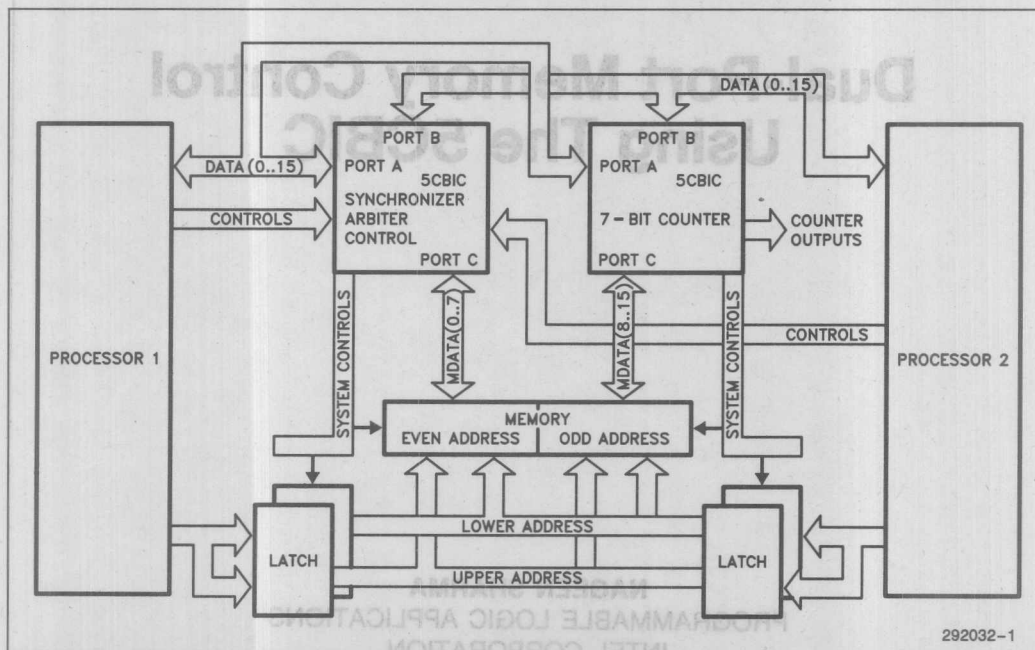 Dual Port Memory Control
Using The 5CBIC
DATA (0..15)
PORT B
PORT A
5CBIC
SYNCHRONIZER
ARBITER
CONTROL
PORT C
PORT B
PORT A
5CBIC
7-BIT COUNTER
PORT C
DATA (0..15)
CONTROLS
COUNTER
OUTPUTS
PROCESSOR 1
SYSTEM CONTROLS
MDATA(0..7)
MDATA(8..15)
SYSTEM CONTROLS
CONTROLS
PROCESSOR 2
MEMORY
EVEN ADDRESS
ODD ADDRESS
LATCH
LOWER ADDRESS
UPPER ADDRESS
LATCH
NAGEEN SHARMA
PROGRAMMABLE LOGIC APPLICATIONS
INTEL CORPORATION
292032-1